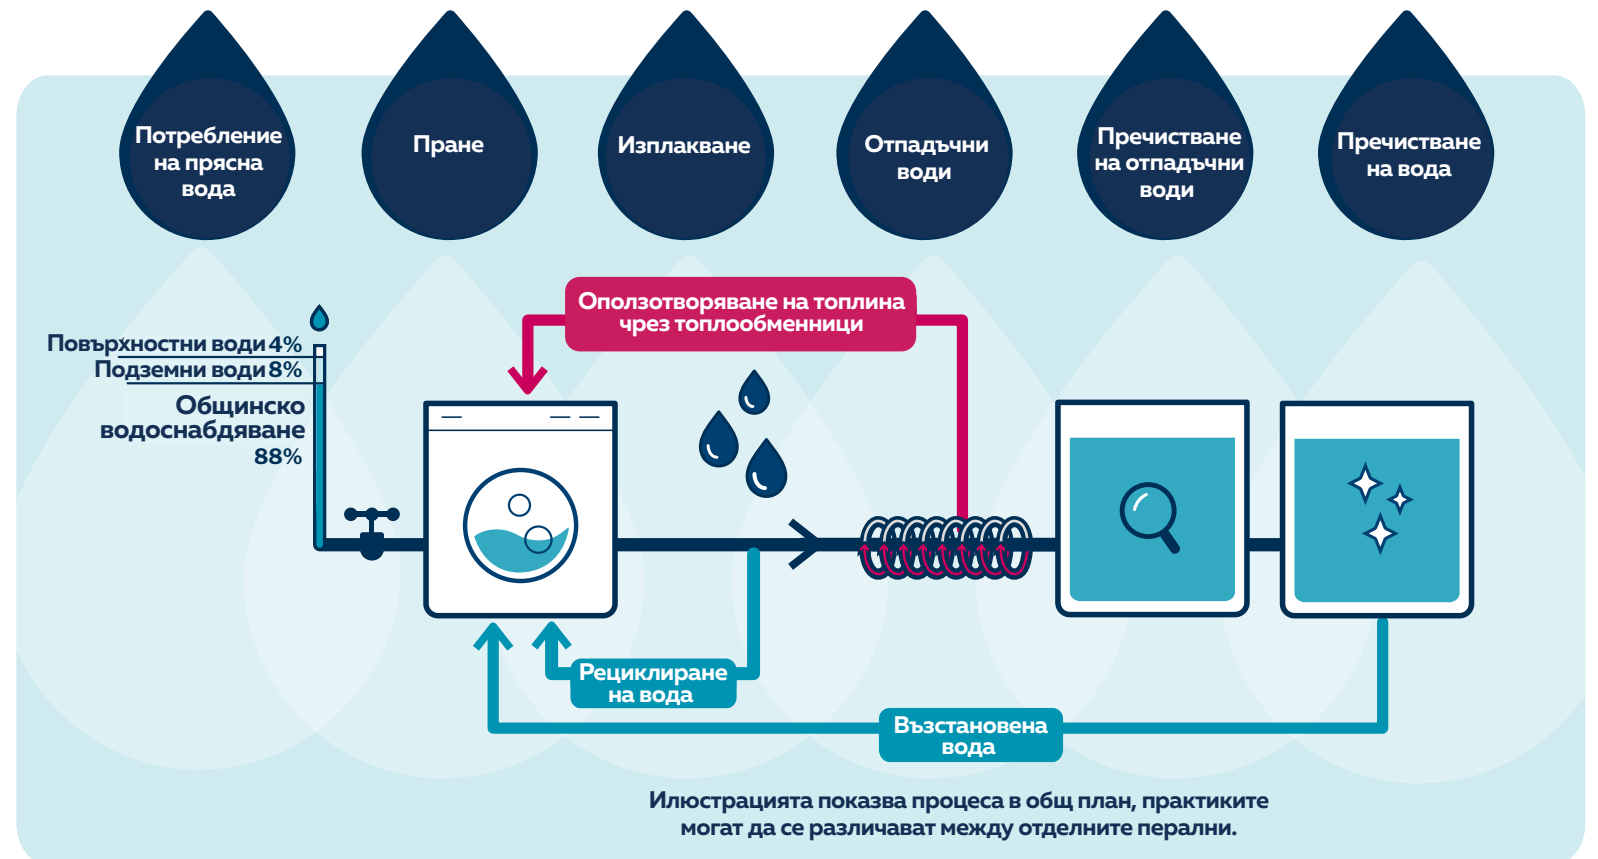 Потребление
на прясна
вода
Пране
Изплакване
Отпадъчни
води
Пречистване
на отпадъчни
води
Пречистване
на вода
Оползотворяване на топлина
чрез топлообменници
Повърхностни води 4%
Подземни води 8%
Общинско
водоснабдяване
88%
Рециклиране
на вода
Възстановена
вода
Илюстрацията показва процеса в общ план, практиките
могат да се различават между отделните перални.